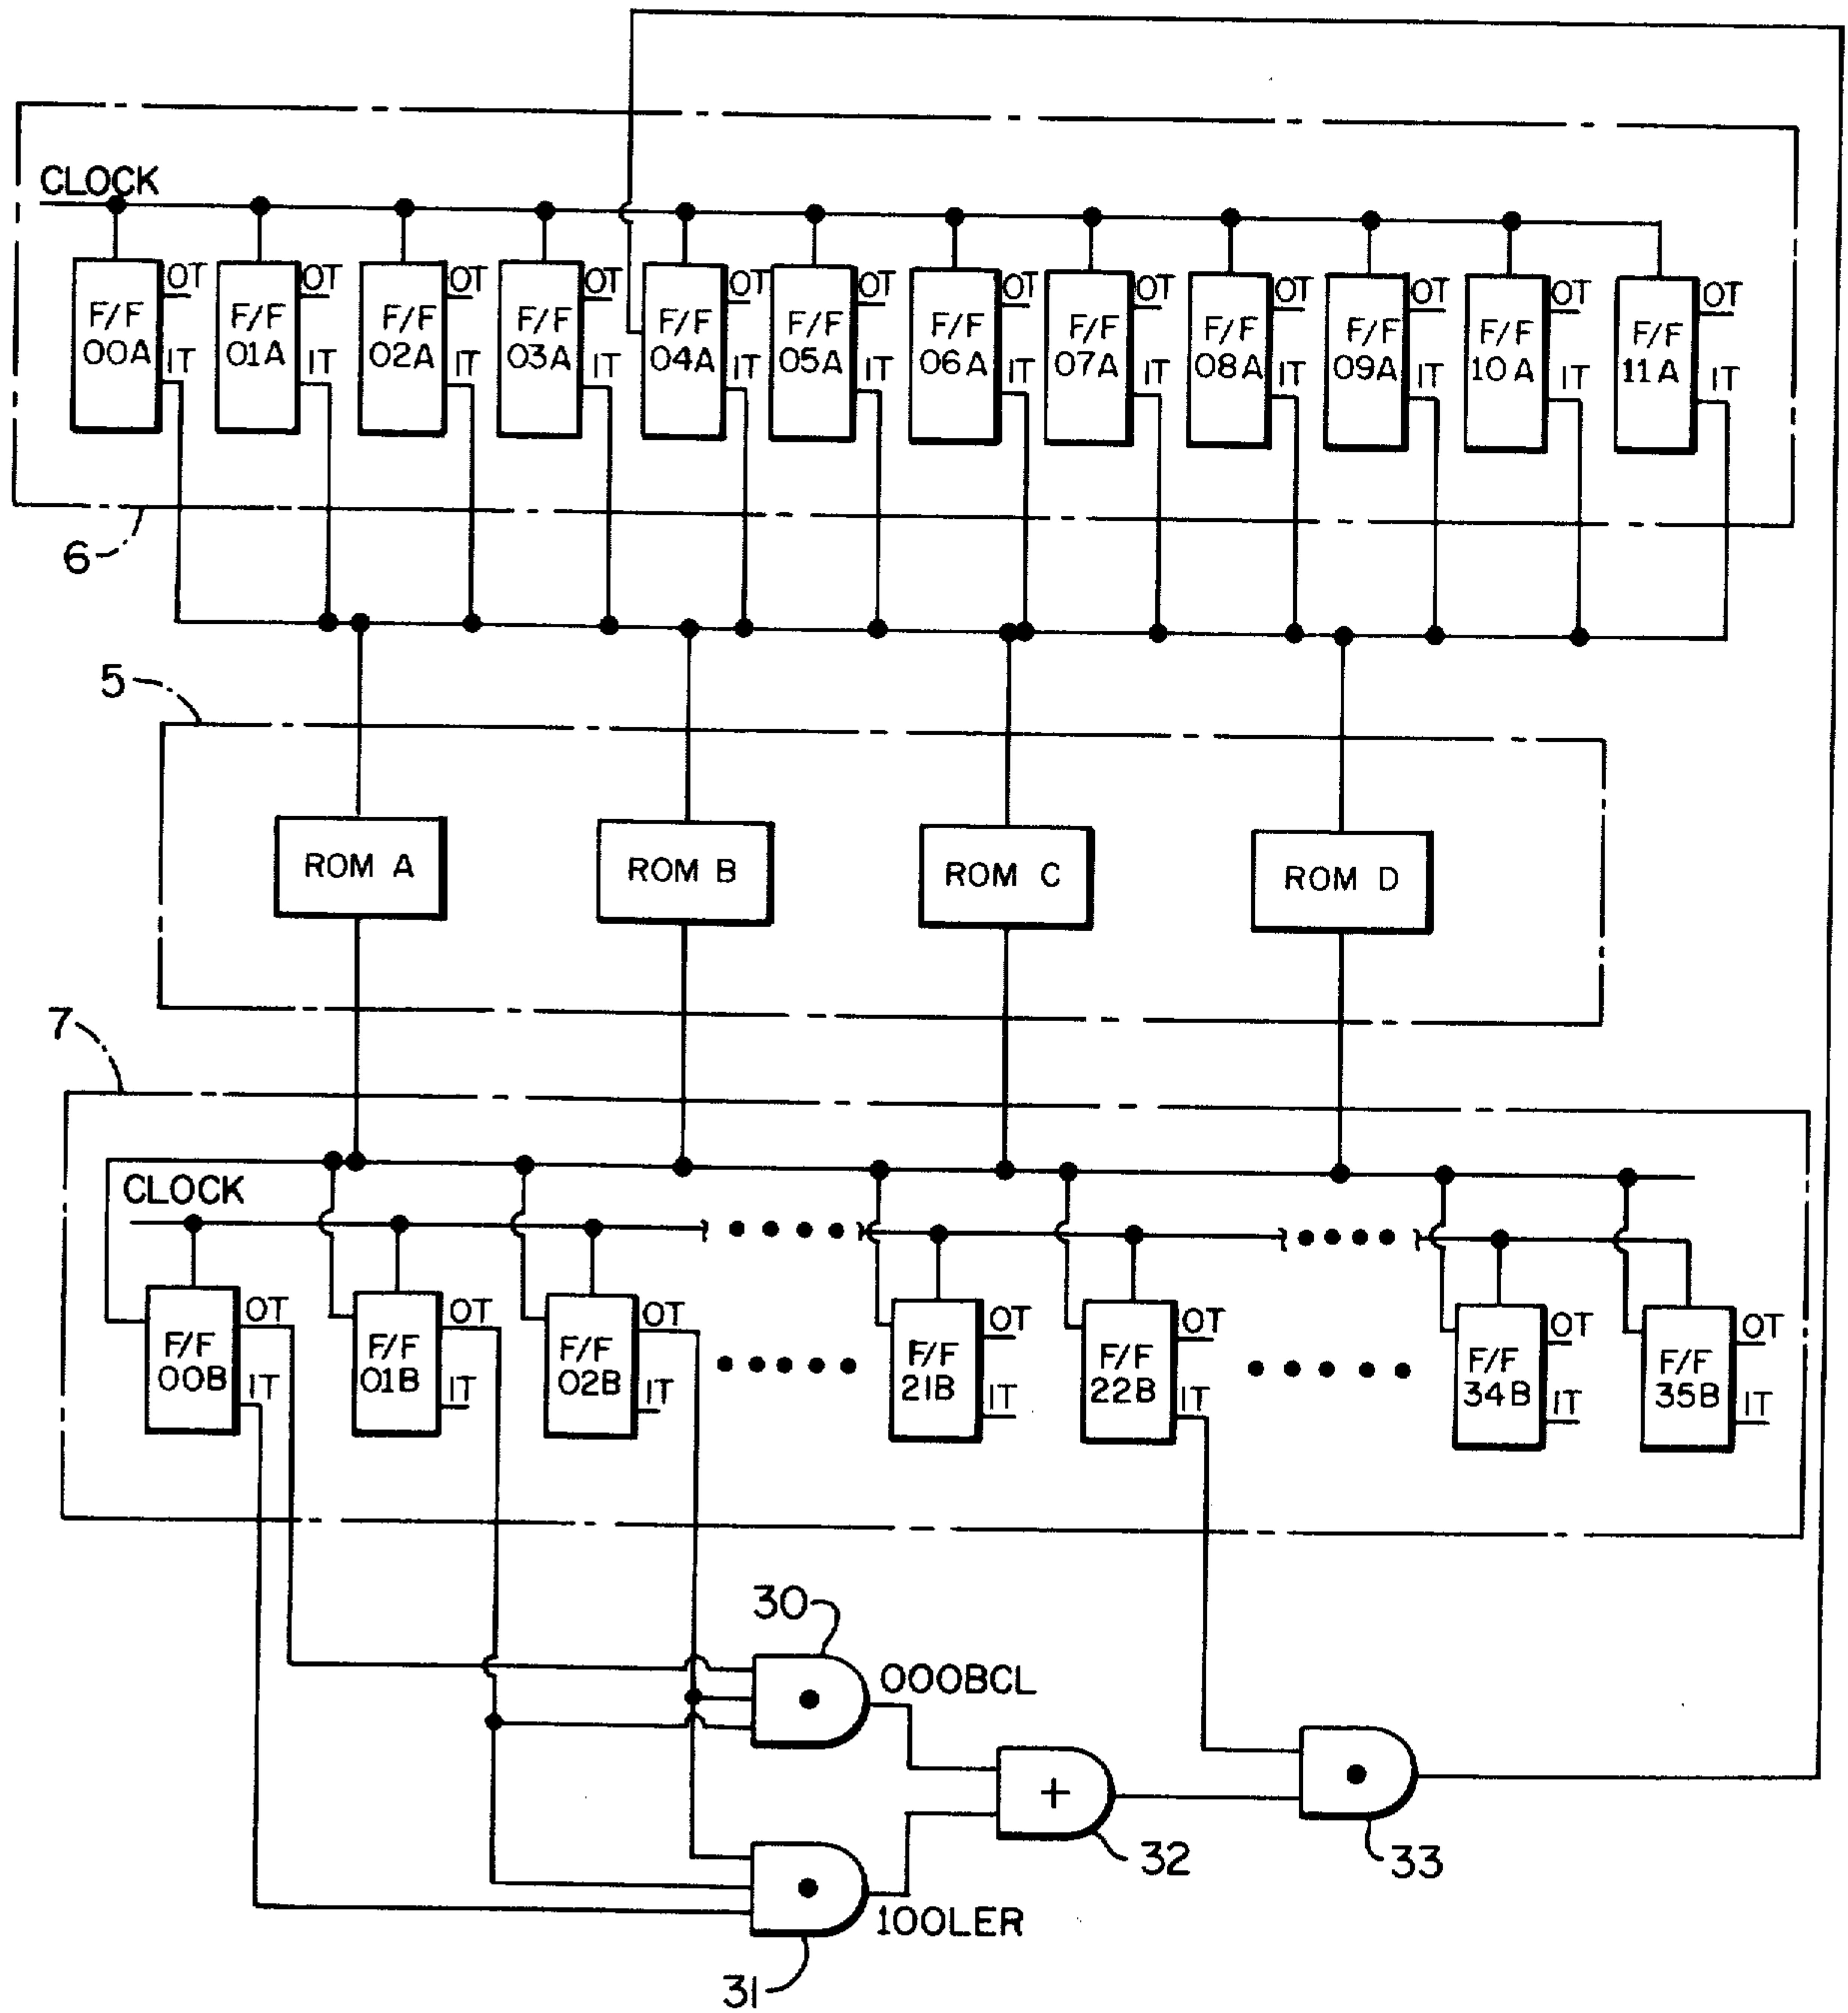 CLOCK
OT OT OT OT OT OT OT OT OT OT OT OT
F/F F/F F/F F/F F/F F/F F/F F/F F/F F/F F/F F/F
00A 01A 02A 03A 04A 05A 06A 07A 08A 09A 10A 11A
IT IT IT IT IT IT IT IT IT IT IT IT
6
5
ROM A ROM B ROM C ROM D
7
CLOCK
OT OT OT OT OT OT OT
F/F F/F F/F F/F F/F F/F F/F
00B 01B 02B 21B 22B 34B 35B
IT IT IT IT IT IT IT
30
000BCL
+
32
33
100LER
31